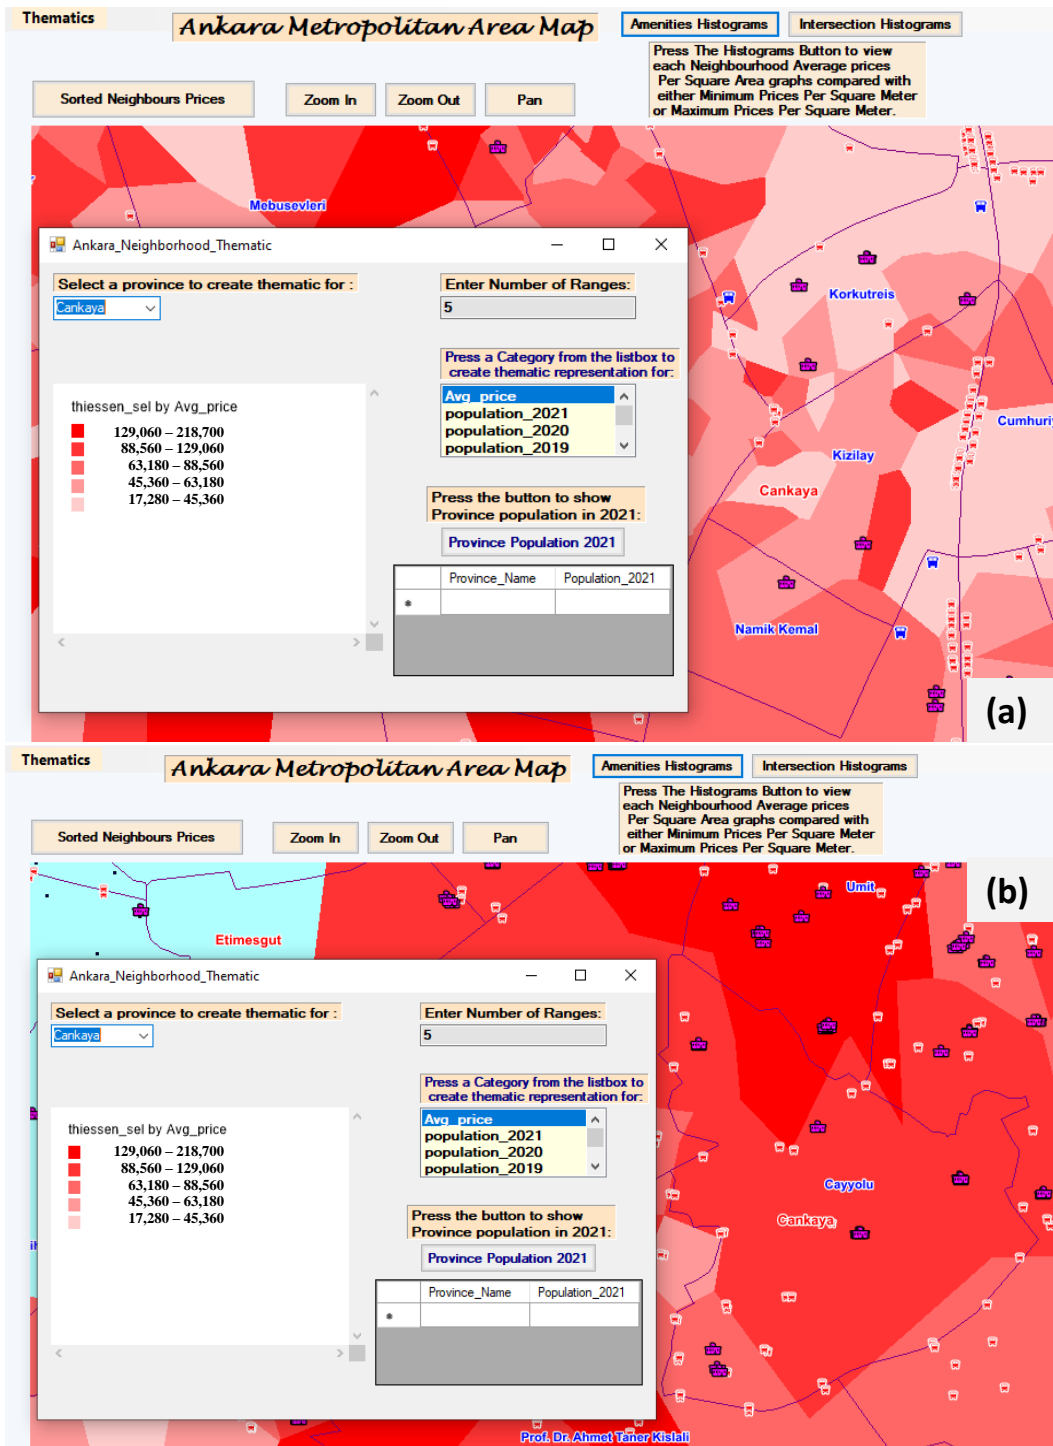 Thematics
Ankara Metropolitan Area Map
Amenities Histograms
Intersection Histograms
Press The Histograms Button to view
each Neighbourhood Average prices
Per Square Area graphs compared with
either Minimum Prices Per Square Meter
or Maximum Prices Per Square Meter.
Sorted Neighbours Prices
Zoom In
Zoom Out
Pan
Mebusevleri
Ankara_Neighborhood_Thematic
Select a province to create thematic for :
Cankaya
Enter Number of Ranges:
5
Press a Category from the listbox to
create thematic representation for:
Avg_price
population_2021
population_2020
population_2019
thiessen_sel by Avg_price
129,060 – 218,700
88,560 – 129,060
63,180 – 88,560
45,360 – 63,180
17,280 – 45,360
Press the button to show
Province population in 2021:
Province Population 2021
Province_Name Population_2021
*
Korkutreis
Cumhuriy
Kizilay
Cankaya
Namik Kemal
(a)
Thematics
Ankara Metropolitan Area Map
Amenities Histograms
Intersection Histograms
Press The Histograms Button to view
each Neighbourhood Average prices
Per Square Area graphs compared with
either Minimum Prices Per Square Meter
or Maximum Prices Per Square Meter.
Sorted Neighbours Prices
Zoom In
Zoom Out
Pan
Umit
(b)
Etimesgut
Ankara_Neighborhood_Thematic
Select a province to create thematic for :
Cankaya
Enter Number of Ranges:
5
Press a Category from the listbox to
create thematic representation for:
Avg_price
population_2021
population_2020
population_2019
thiessen_sel by Avg_price
129,060 – 218,700
88,560 – 129,060
63,180 – 88,560
45,360 – 63,180
17,280 – 45,360
Press the button to show
Province population in 2021:
Province Population 2021
Province_Name Population_2021
*
Cayyolu
Cankaya
Prof. Dr. Ahmet Taner Kislali